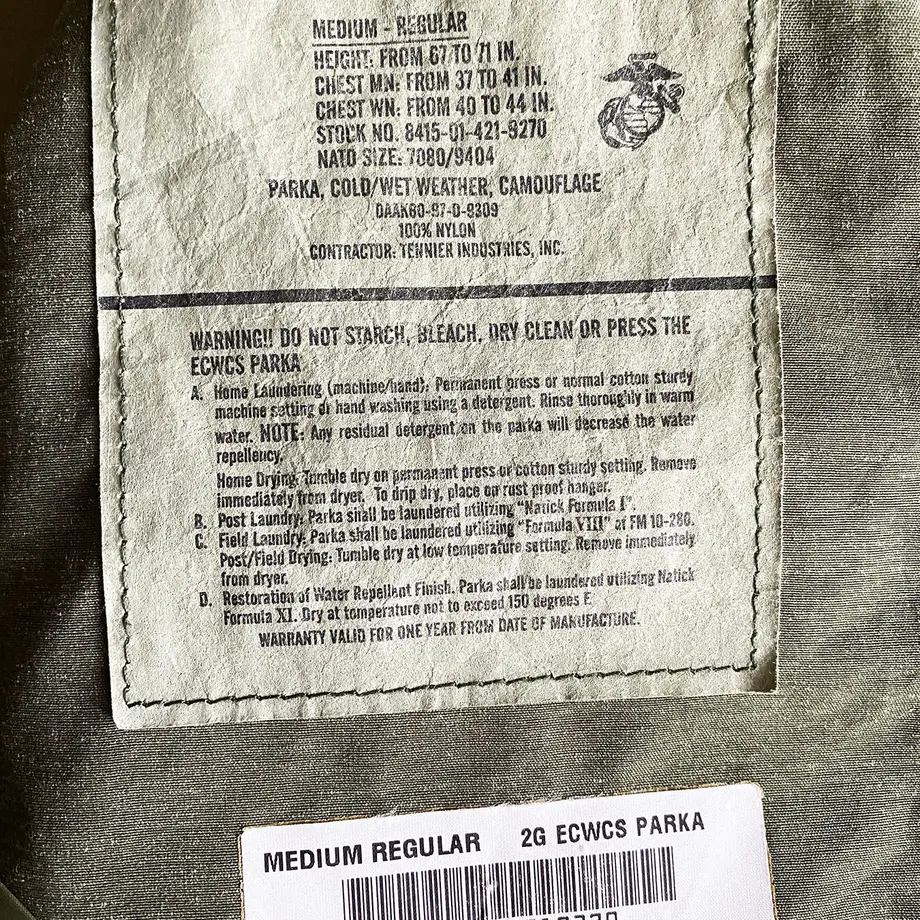 MEDIUM - REGULAR
HEIGHT: FROM 67 TO 71 IN.
CHEST MN: FROM 37 TO 41 IN.
CHEST WN: FROM 40 TO 44 IN.
STOCK NO. 8415-01-421-9270
NATO SIZE: 7080/9404
PARKA, COLD/WET WEATHER, CAMOUFLAGE
DAAK60-97-D-9309
100% NYLON
CONTRACTOR: TENNIER INDUSTRIES, INC.
WARNING!! DO NOT STARCH, BLEACH, DRY CLEAN OR PRESS THE
ECWCS PARKA
A. Home Laundering (machine/hand): Permanent press or normal cotton sturdy
machine setting or hand washing using a detergent. Rinse thoroughly in warm
water. NOTE: Any residual detergent on the parka will decrease the water
repellency.
Home Drying: Tumble dry on permanent press or cotton sturdy setting. Remove
immediately from dryer. To drip dry, place on rust proof hanger.
B. Post Laundry: Parka shall be laundered utilizing "Natick Formula I".
C. Field Laundry: Parka shall be laundered utilizing "Formula VIII" of FM 10-280.
Post/Field Drying: Tumble dry at low temperature setting. Remove immediately
from dryer.
D. Restoration of Water Repellent Finish. Parka shall be laundered utilizing Natick
Formula XI. Dry at temperature not to exceed 150 degrees F.
WARRANTY VALID FOR ONE YEAR FROM DATE OF MANUFACTURE.
MEDIUM REGULAR 2G ECWCS PARKA